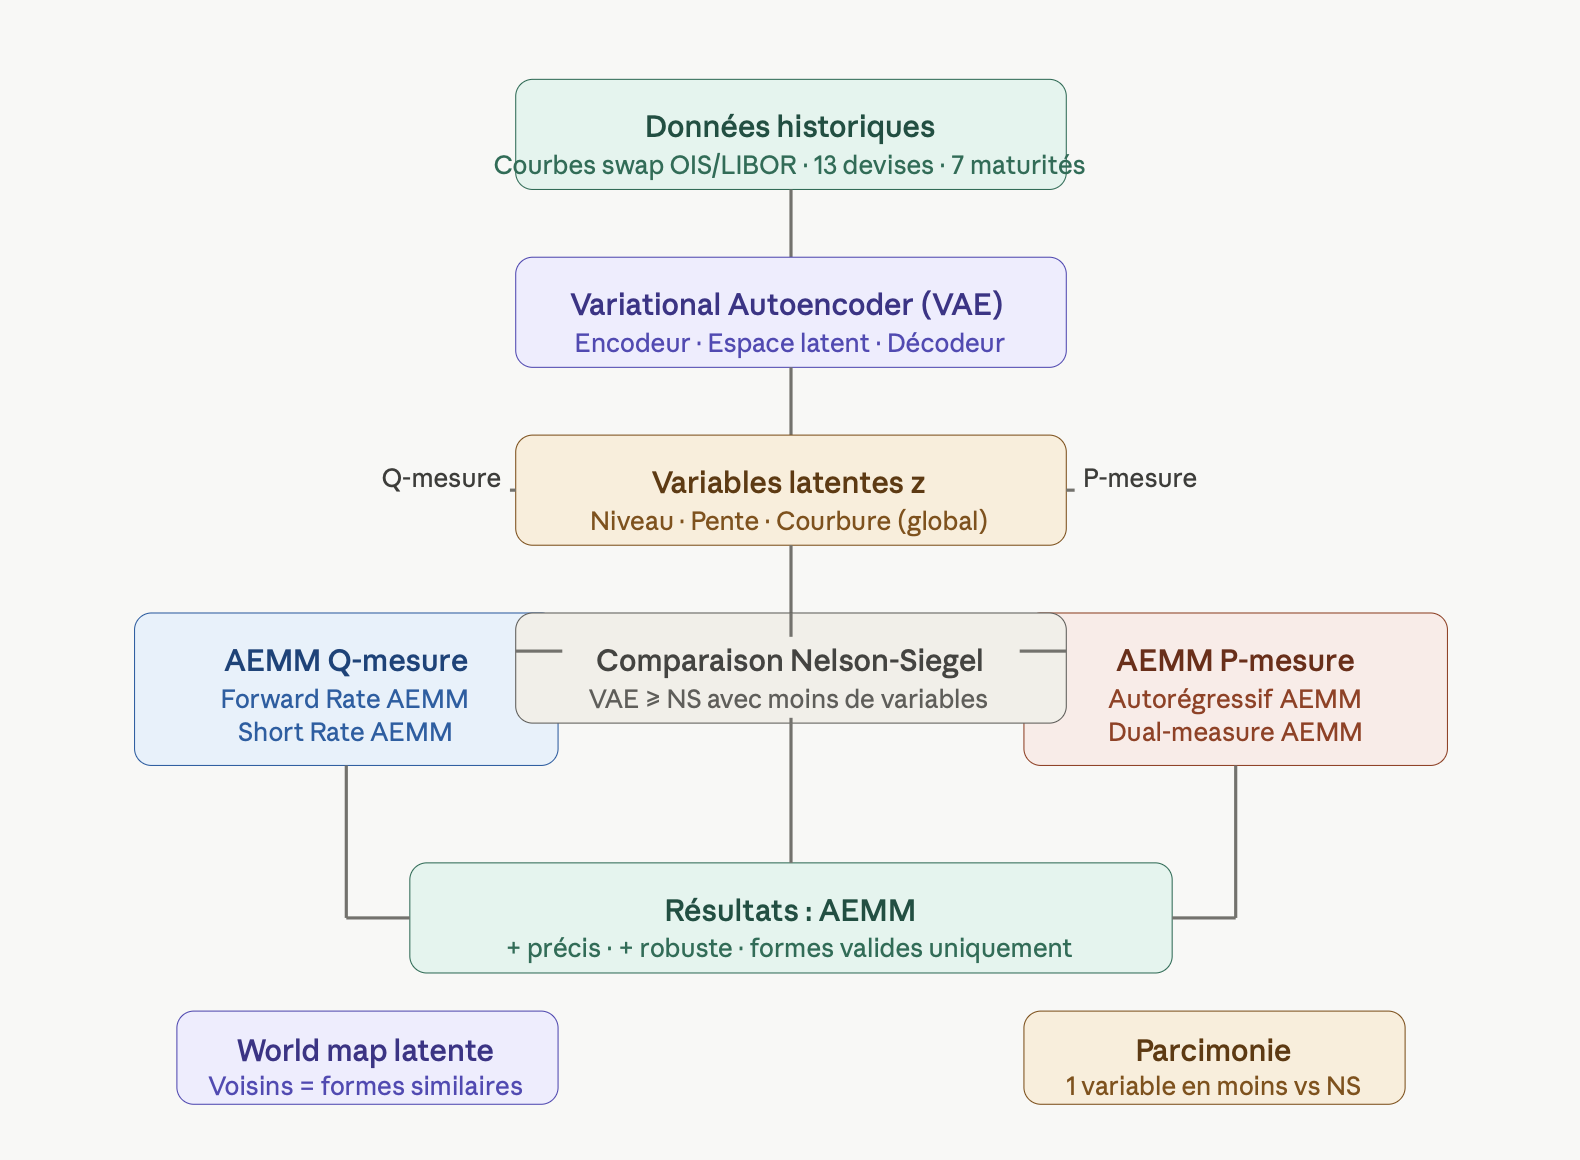 Données historiques
Courbes swap OIS/LIBOR · 13 devises · 7 maturités
Variational Autoencoder (VAE)
Encodeur · Espace latent · Décodeur
Q-mesure
Variables latentes z
Niveau · Pente · Courbure (global)
P-mesure
AEMM Q-mesure
Forward Rate AEMM
Short Rate AEMM
Comparaison Nelson-Siegel
VAE ⩾ NS avec moins de variables
AEMM P-mesure
Autorégressif AEMM
Dual-measure AEMM
Résultats : AEMM
+ précis · + robuste · formes valides uniquement
World map latente
Voisins = formes similaires
Parcimonie
1 variable en moins vs NS